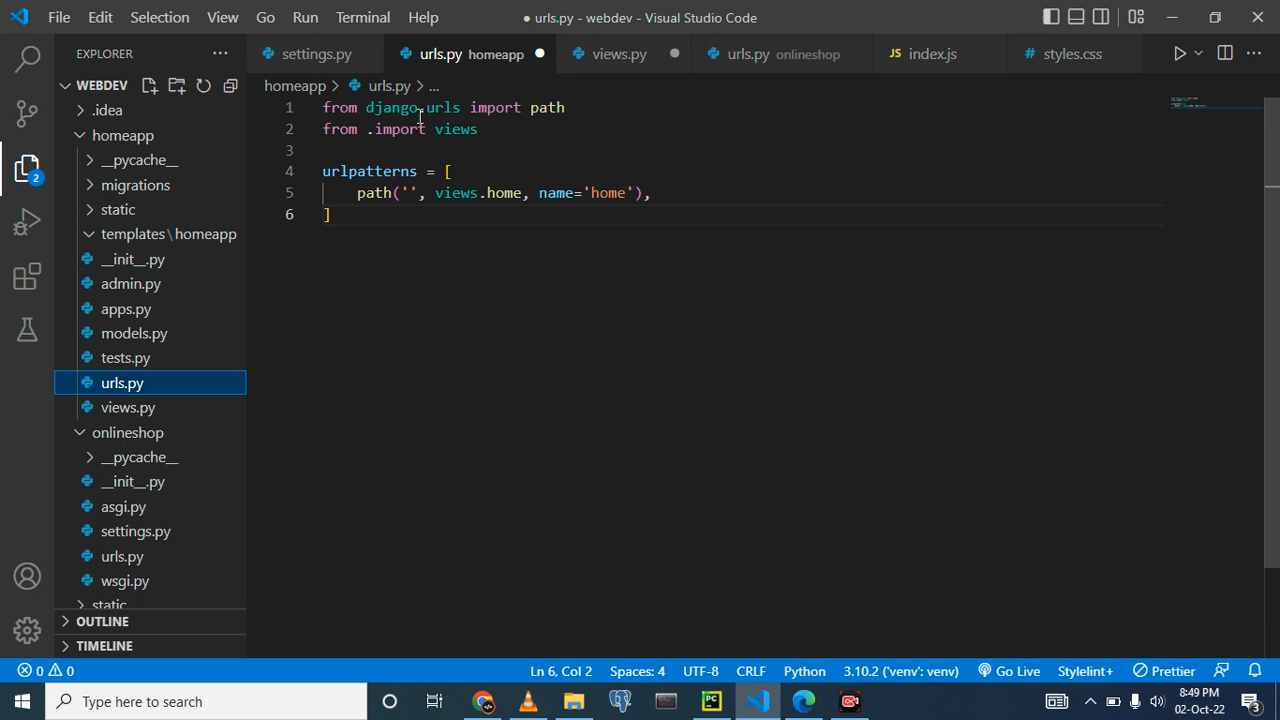 File Edit Selection View Go Run Terminal Help ● urls.py - webdev - Visual Studio Code
EXPLORER ··· settings.py urls.py homeapp views.py urls.py onlineshop JS index.js # styles.css ···
WEBDEV homeapp > urls.py > ...
.idea
homeapp
__pycache__
migrations
static
templates\homeapp
__init__.py
admin.py
apps.py
models.py
tests.py
urls.py
views.py
onlineshop
__pycache__
__init__.py
asgi.py
settings.py
urls.py
wsgi.py
static
OUTLINE
TIMELINE
2
1 from django.urls import path
2 from .import views
3
4 urlpatterns = [
5 path('', views.home, name='home'),
6 ]
0 0 Ln 6, Col 2 Spaces: 4 UTF-8 CRLF Python 3.10.2 ('venv': venv) Go Live Stylelint+ Prettier
Type here to search PC 8:49 PM
02-Oct-22 3